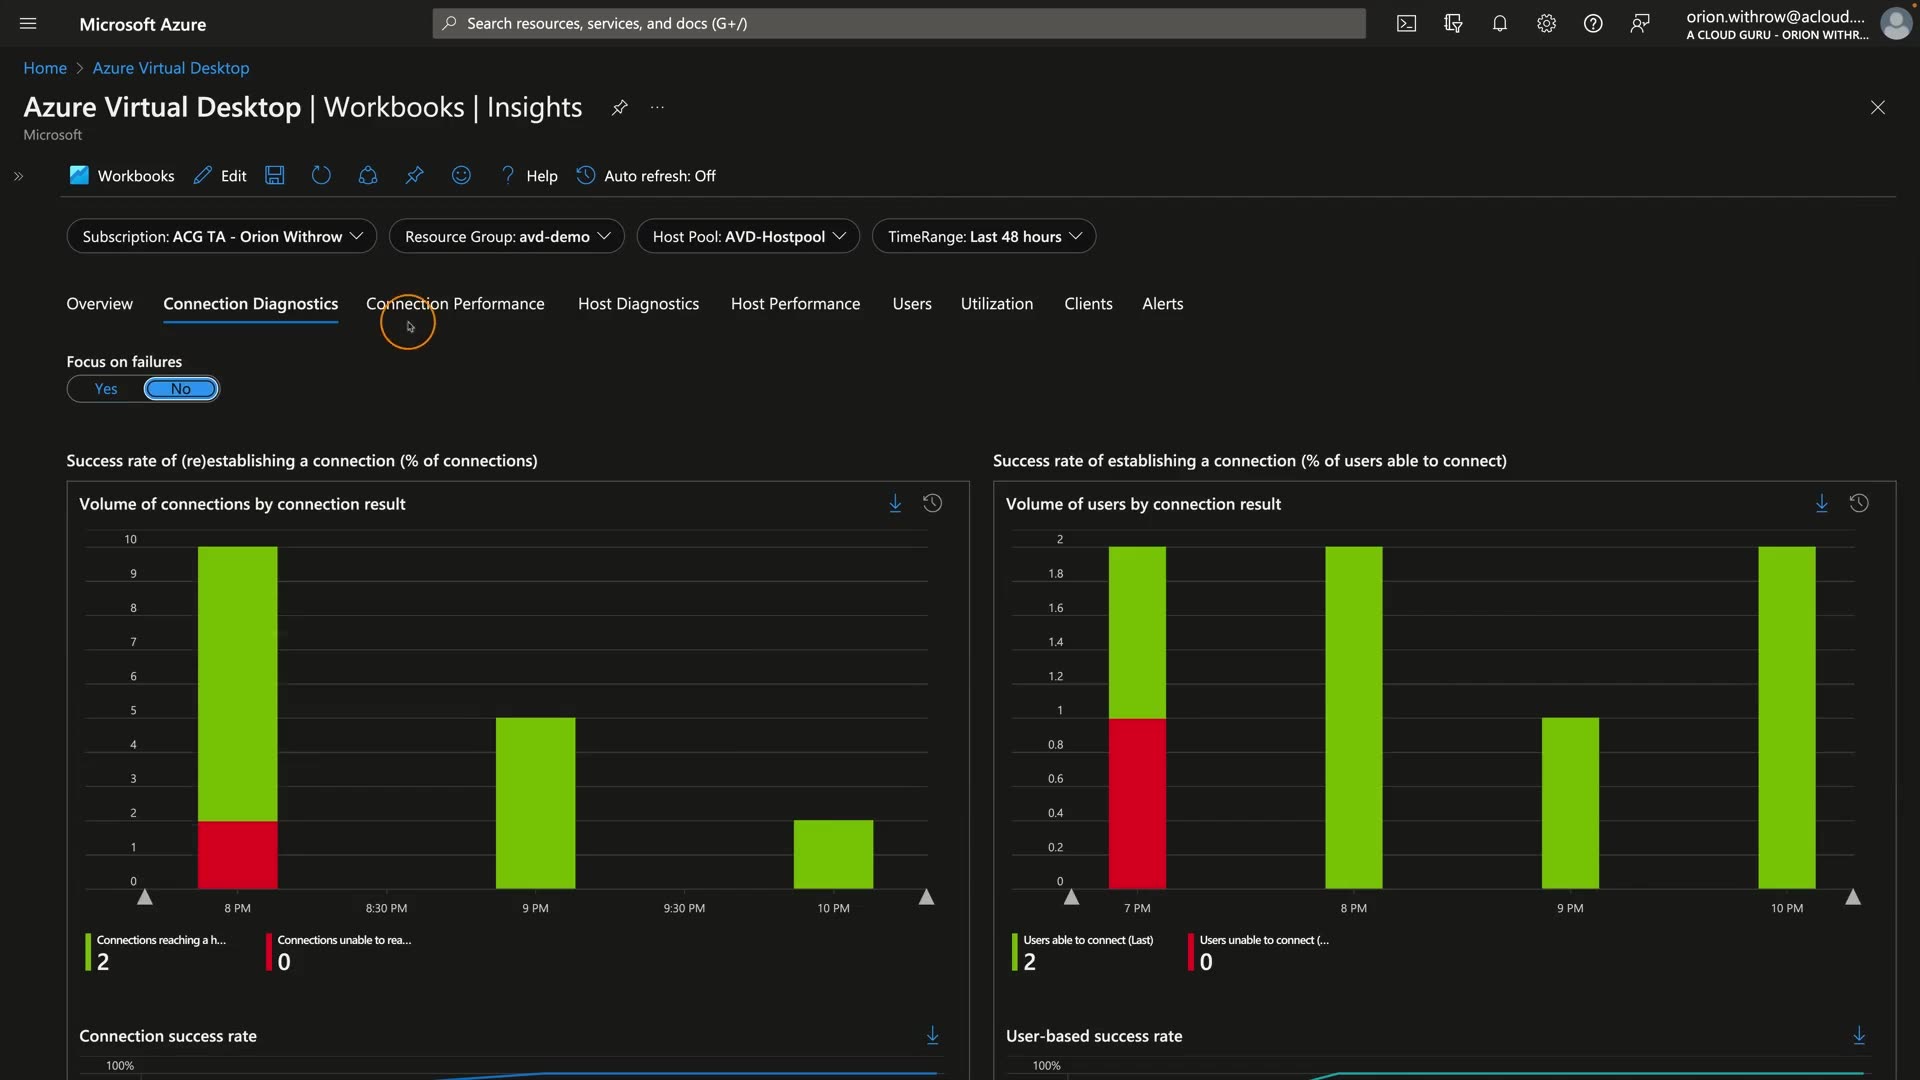 Microsoft Azure
Search resources, services, and docs (G+/)
orion.withrow@acloud....
A CLOUD GURU - ORION WITHR...
Home > Azure Virtual Desktop
Azure Virtual Desktop | Workbooks | Insights
Microsoft
Workbooks Edit Help Auto refresh: Off
Subscription: ACG TA - Orion Withrow Resource Group: avd-demo Host Pool: AVD-Hostpool TimeRange: Last 48 hours
Overview Connection Diagnostics Connection Performance Host Diagnostics Host Performance Users Utilization Clients Alerts
Focus on failures
Yes No
Success rate of (re)establishing a connection (% of connections)
Volume of connections by connection result
10
9
8
7
6
5
4
3
2
1
0
8 PM 8:30 PM 9 PM 9:30 PM 10 PM
Connections reaching a h... Connections unable to rea...
2 0
Connection success rate
100%
Success rate of establishing a connection (% of users able to connect)
Volume of users by connection result
2
1.8
1.6
1.4
1.2
1
0.8
0.6
0.4
0.2
0
7 PM 8 PM 9 PM 10 PM
Users able to connect (Last) Users unable to connect (...
2 0
User-based success rate
100%